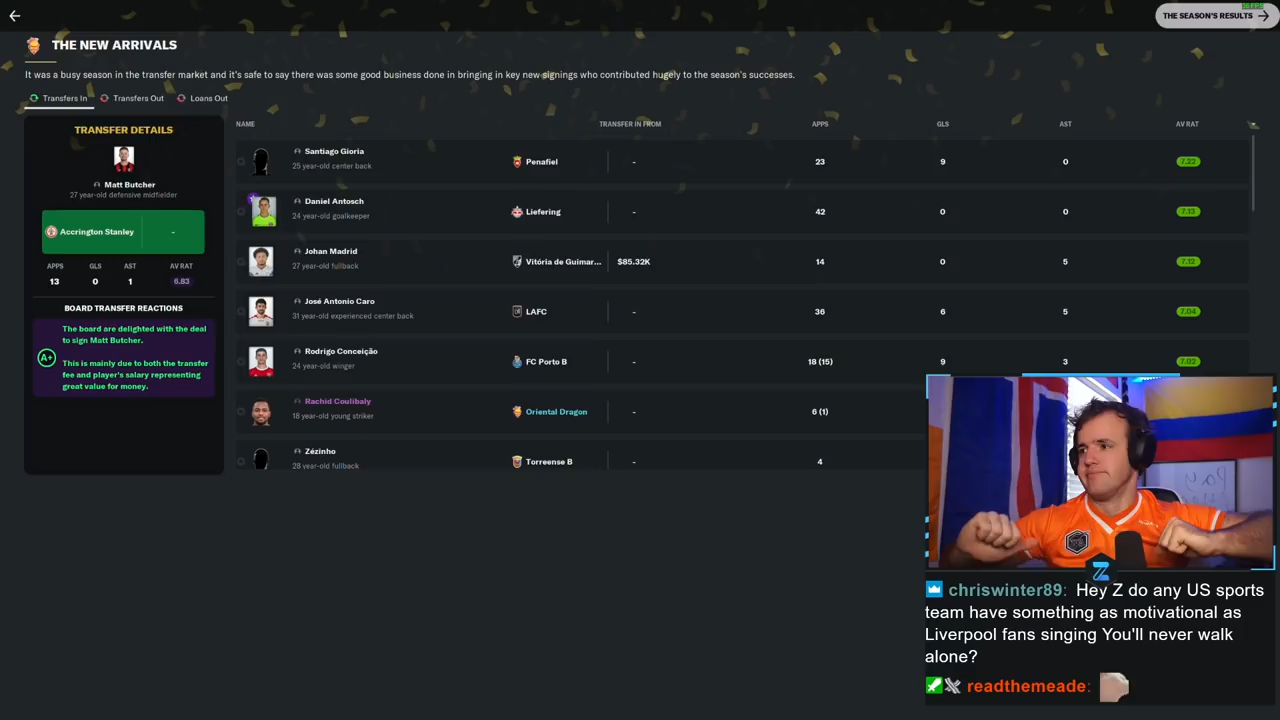 THE SEASON'S RESULTS
THE NEW ARRIVALS
It was a busy season in the transfer market and it's safe to say there was some good business done in bringing in key new signings who contributed hugely to the season's successes.
Transfers In Transfers Out Loans Out
TRANSFER DETAILS
Matt Butcher
27 year-old defensive midfielder
Accrington Stanley -
APPS GLS AST AV RAT
13 0 1 6.83
BOARD TRANSFER REACTIONS
A+
The board are delighted with the deal
to sign Matt Butcher.
This is mainly due to both the transfer
fee and player's salary representing
great value for money.
NAME TRANSFER IN FROM APPS GLS AST AV RAT
Santiago Gioria
25 year-old center back
Penafiel - 23 9 0 7.22
Daniel Antosch
24 year-old goalkeeper
Liefering - 42 0 0 7.13
Johan Madrid
27 year-old fullback
Vitória de Guimar... $85.32K 14 0 5 7.12
José Antonio Caro
31 year-old experienced center back
LAFC - 36 6 5 7.04
Rodrigo Conceição
24 year-old winger
FC Porto B - 18 (15) 9 3 7.02
Rachid Coulibaly
18 year-old young striker
Oriental Dragon - 6 (1)
Zézinho
28 year-old fullback
Torreense B - 4
chriswinter89: Hey Z do any US sports
team have something as motivational as
Liverpool fans singing You'll never walk
alone?
readthemeade: